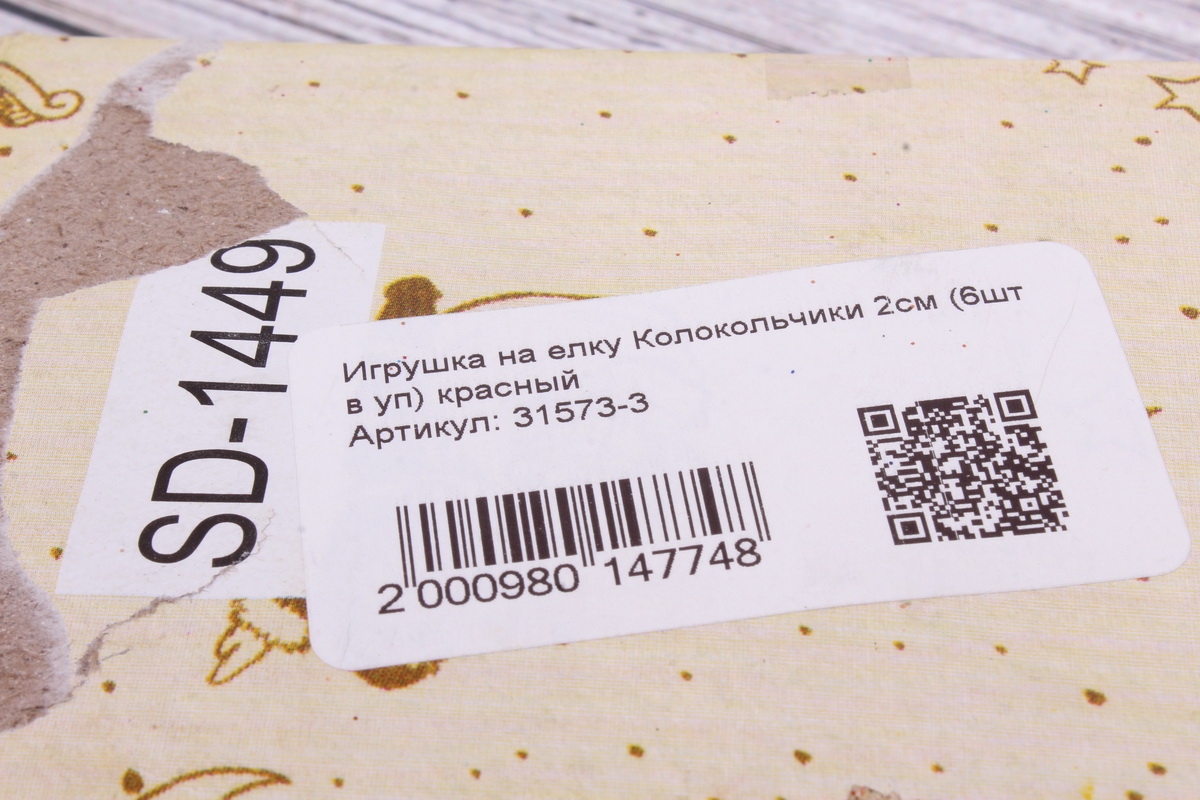 SD-1449
Игрушка на елку Колокольчики 2см (6шт
в уп) красный
Артикул: 31573-3
2 000980 147748